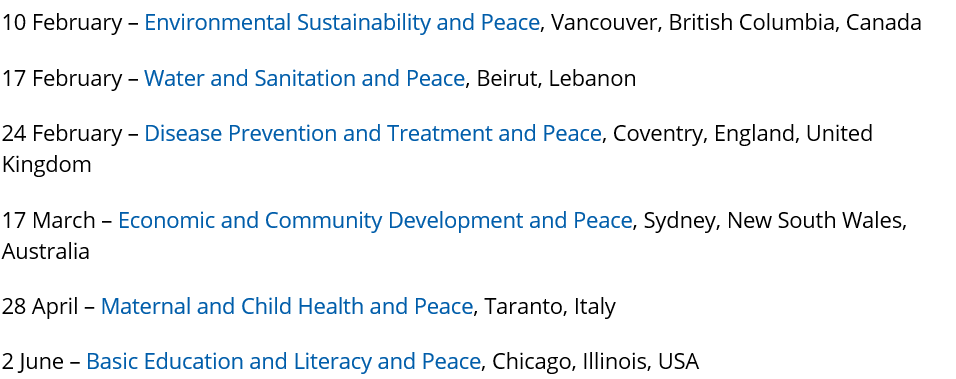 10 February – Environmental Sustainability and Peace, Vancouver, British Columbia, Canada
17 February – Water and Sanitation and Peace, Beirut, Lebanon
24 February – Disease Prevention and Treatment and Peace, Coventry, England, United
Kingdom
17 March – Economic and Community Development and Peace, Sydney, New South Wales,
Australia
28 April – Maternal and Child Health and Peace, Taranto, Italy
2 June – Basic Education and Literacy and Peace, Chicago, Illinois, USA